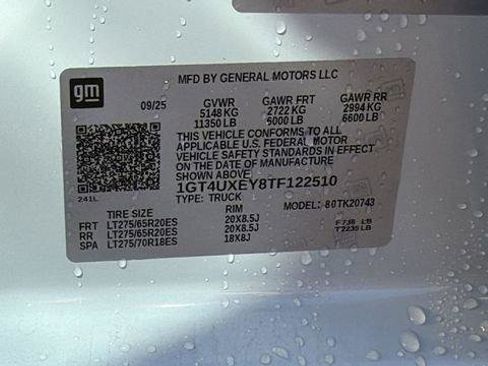 MFD BY GENERAL MOTORS LLC
gm
09/25 GVWR GAWR FRT GAWR RR
5148 KG 2722 KG 2994 KG
11350 LB 6000 LB 6600 LB
THIS VEHICLE CONFORMS TO ALL
APPLICABLE U.S. FEDERAL MOTOR
VEHICLE SAFETY STANDARDS IN EFFECT
ON THE DATE OF MANUFACTURE
SHOWN ABOVE
1GT4UXEY8TF122510
241L
TYPE: TRUCK MODEL:
TIRE SIZE RIM
FRT LT275/65R20ES 20X8.5J
RR LT275/65R20ES 20X8.5J
SPA LT275/70R18ES 18X8J